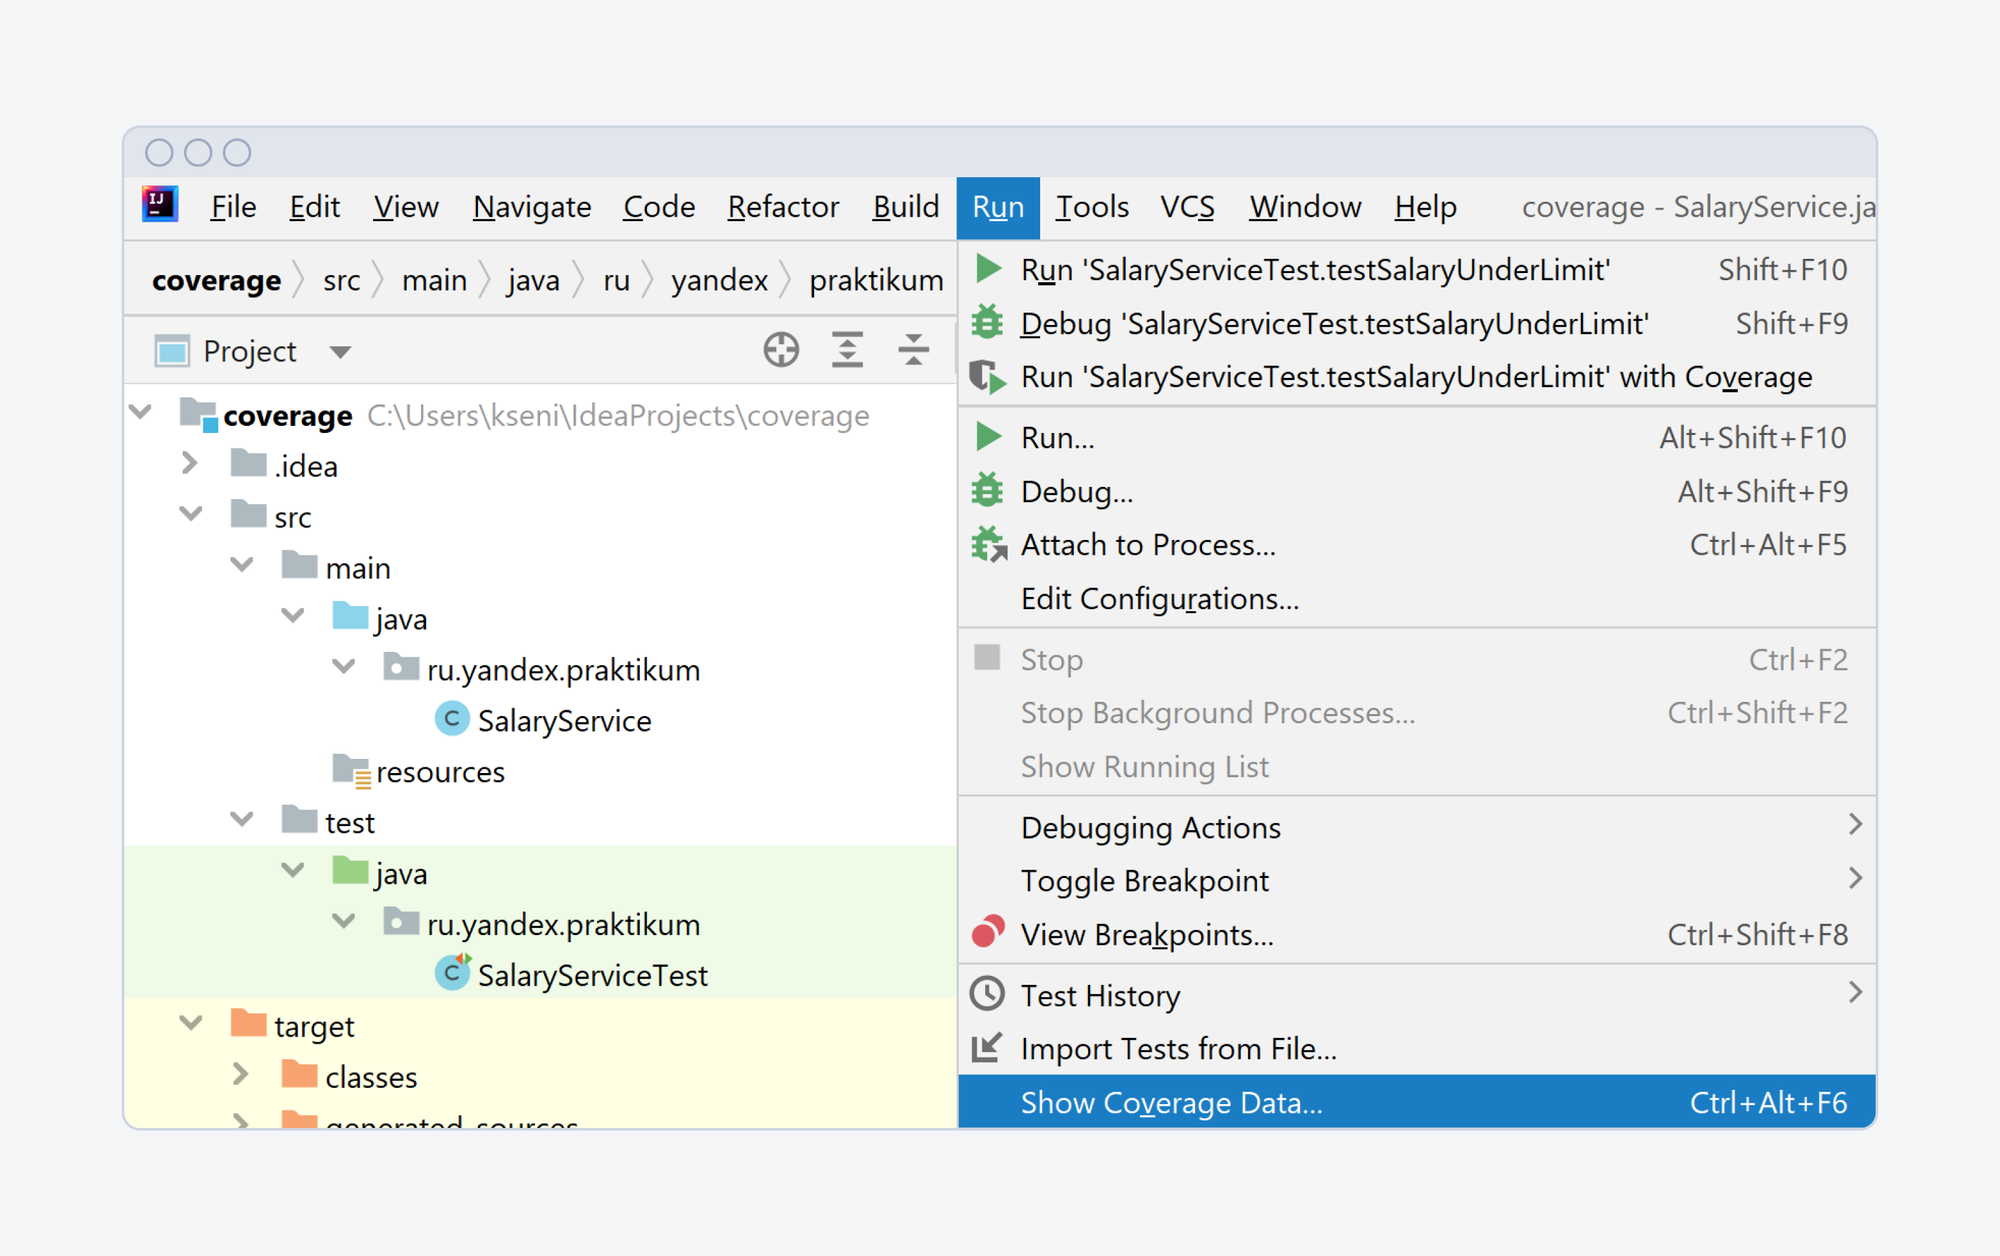 IJ
File Edit View Navigate Code Refactor Build Run Tools VCS Window Help coverage - SalaryService.ja
coverage src main java ru yandex praktikum
Project
coverage C:\Users\kseni\IdeaProjects\coverage
.idea
src
main
java
ru.yandex.praktikum
C SalaryService
resources
test
java
ru.yandex.praktikum
C SalaryServiceTest
target
classes
generated_sources
Run 'SalaryServiceTest.testSalaryUnderLimit' Shift+F10
Debug 'SalaryServiceTest.testSalaryUnderLimit' Shift+F9
Run 'SalaryServiceTest.testSalaryUnderLimit' with Coverage
Run... Alt+Shift+F10
Debug... Alt+Shift+F9
Attach to Process... Ctrl+Alt+F5
Edit Configurations...
Stop Ctrl+F2
Stop Background Processes... Ctrl+Shift+F2
Show Running List
Debugging Actions
Toggle Breakpoint
View Breakpoints... Ctrl+Shift+F8
Test History
Import Tests from File...
Show Coverage Data... Ctrl+Alt+F6